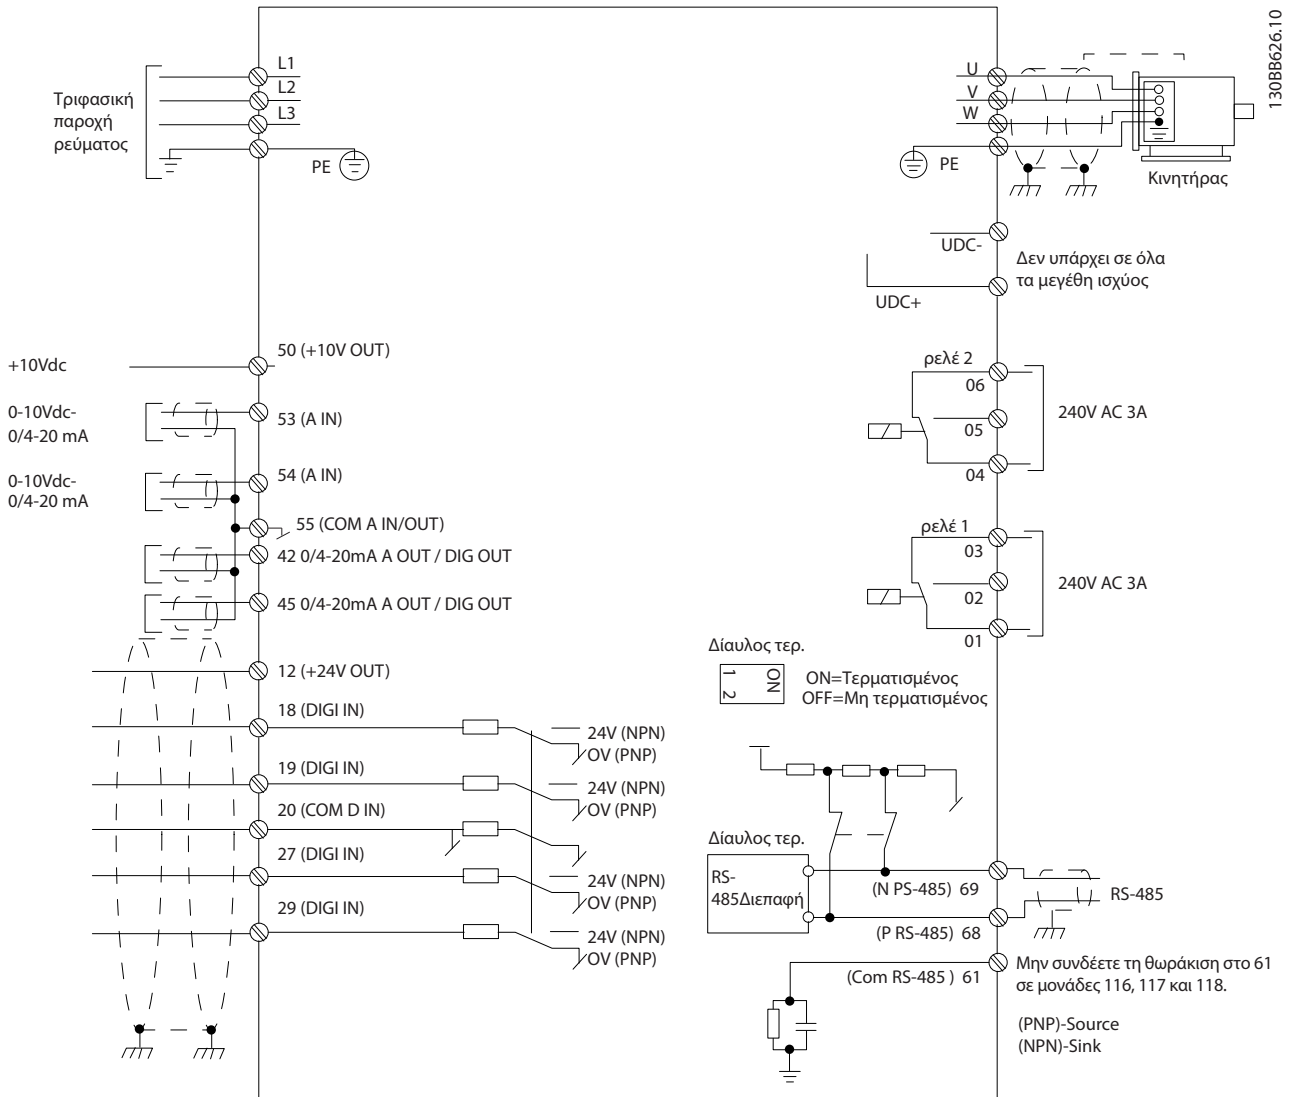 130BB626.10
Τριφασική
παροχή
ρεύματος
L1
L2
L3
PE
U
V
W
PE
Κινητήρας
UDC-
UDC+
Δεν υπάρχει σε όλα
τα μεγέθη ισχύος
+10Vdc
50 (+10V OUT)
0-10Vdc-
0/4-20 mA
53 (A IN)
0-10Vdc-
0/4-20 mA
54 (A IN)
55 (COM A IN/OUT)
42 0/4-20mA A OUT / DIG OUT
45 0/4-20mA A OUT / DIG OUT
12 (+24V OUT)
18 (DIGI IN)
24V (NPN)
OV (PNP)
19 (DIGI IN)
24V (NPN)
OV (PNP)
20 (COM D IN)
27 (DIGI IN)
24V (NPN)
OV (PNP)
29 (DIGI IN)
24V (NPN)
OV (PNP)
ρελέ 2
06
05
04
240V AC 3A
ρελέ 1
03
02
01
240V AC 3A
Δίαυλος τερ.
1 2
ON
ON=Τερματισμένος
OFF=Μη τερματισμένος
Δίαυλος τερ.
RS-
485Διεπαφή
(N PS-485) 69
(P RS-485) 68
RS-485
(Com RS-485 ) 61
Μην συνδέετε τη θωράκιση στο 61
σε μονάδες 116, 117 και 118.
(PNP)-Source
(NPN)-Sink